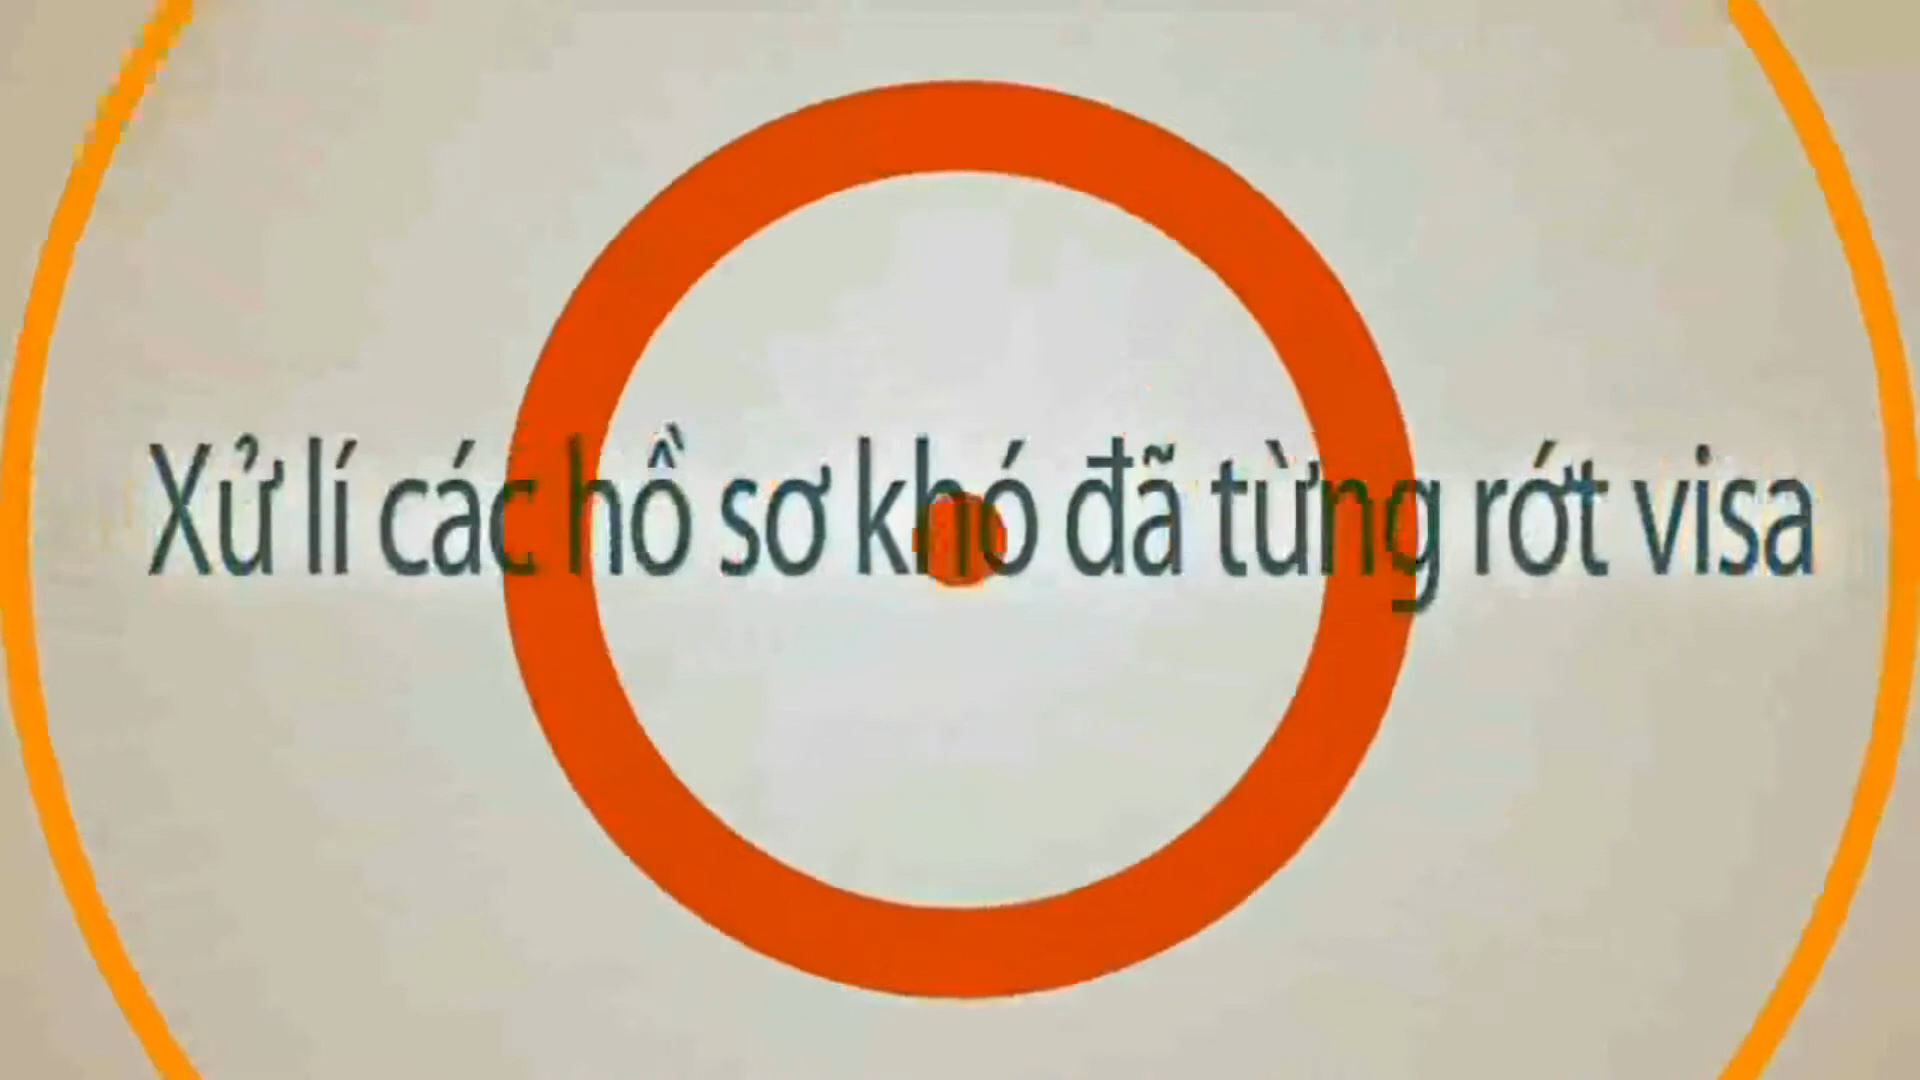 Xử lí các hồ sơ khó đã từng rớt visa